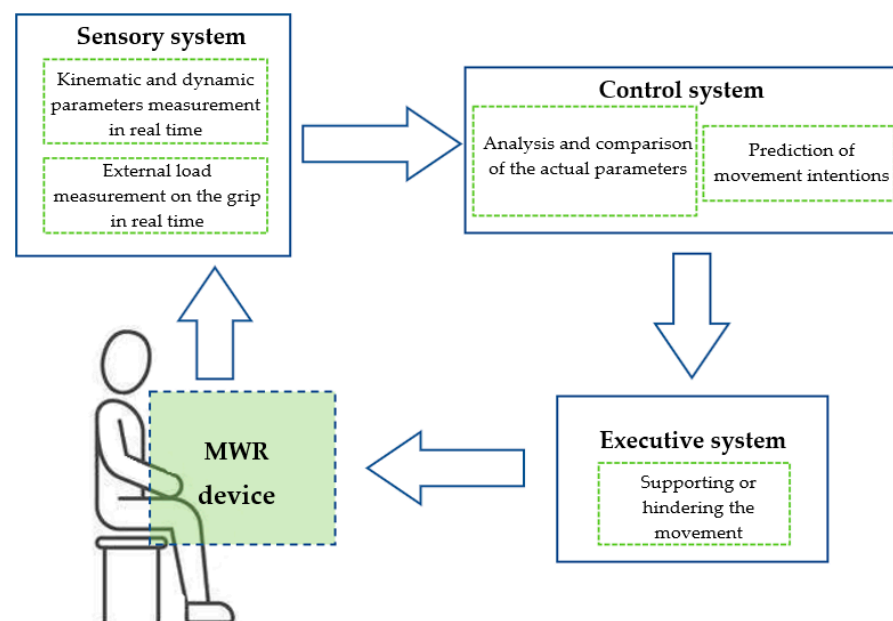 Sensory system
Kinematic and dynamic
parameters measurement
in real time
External load
measurement on the grip
in real time
Control system
Analysis and comparison
of the actual parameters
Prediction of
movement intentions
Executive system
Supporting or
hindering the
movement
MWR
device